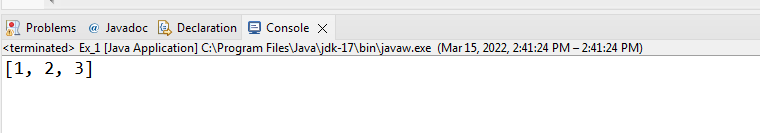 Problems @ Javadoc Declaration Console
<terminated> Ex_1 [Java Application] C:\Program Files\Java\jdk-17\bin\javaw.exe (Mar 15, 2022, 2:41:24 PM – 2:41:24 PM)
[1, 2, 3]